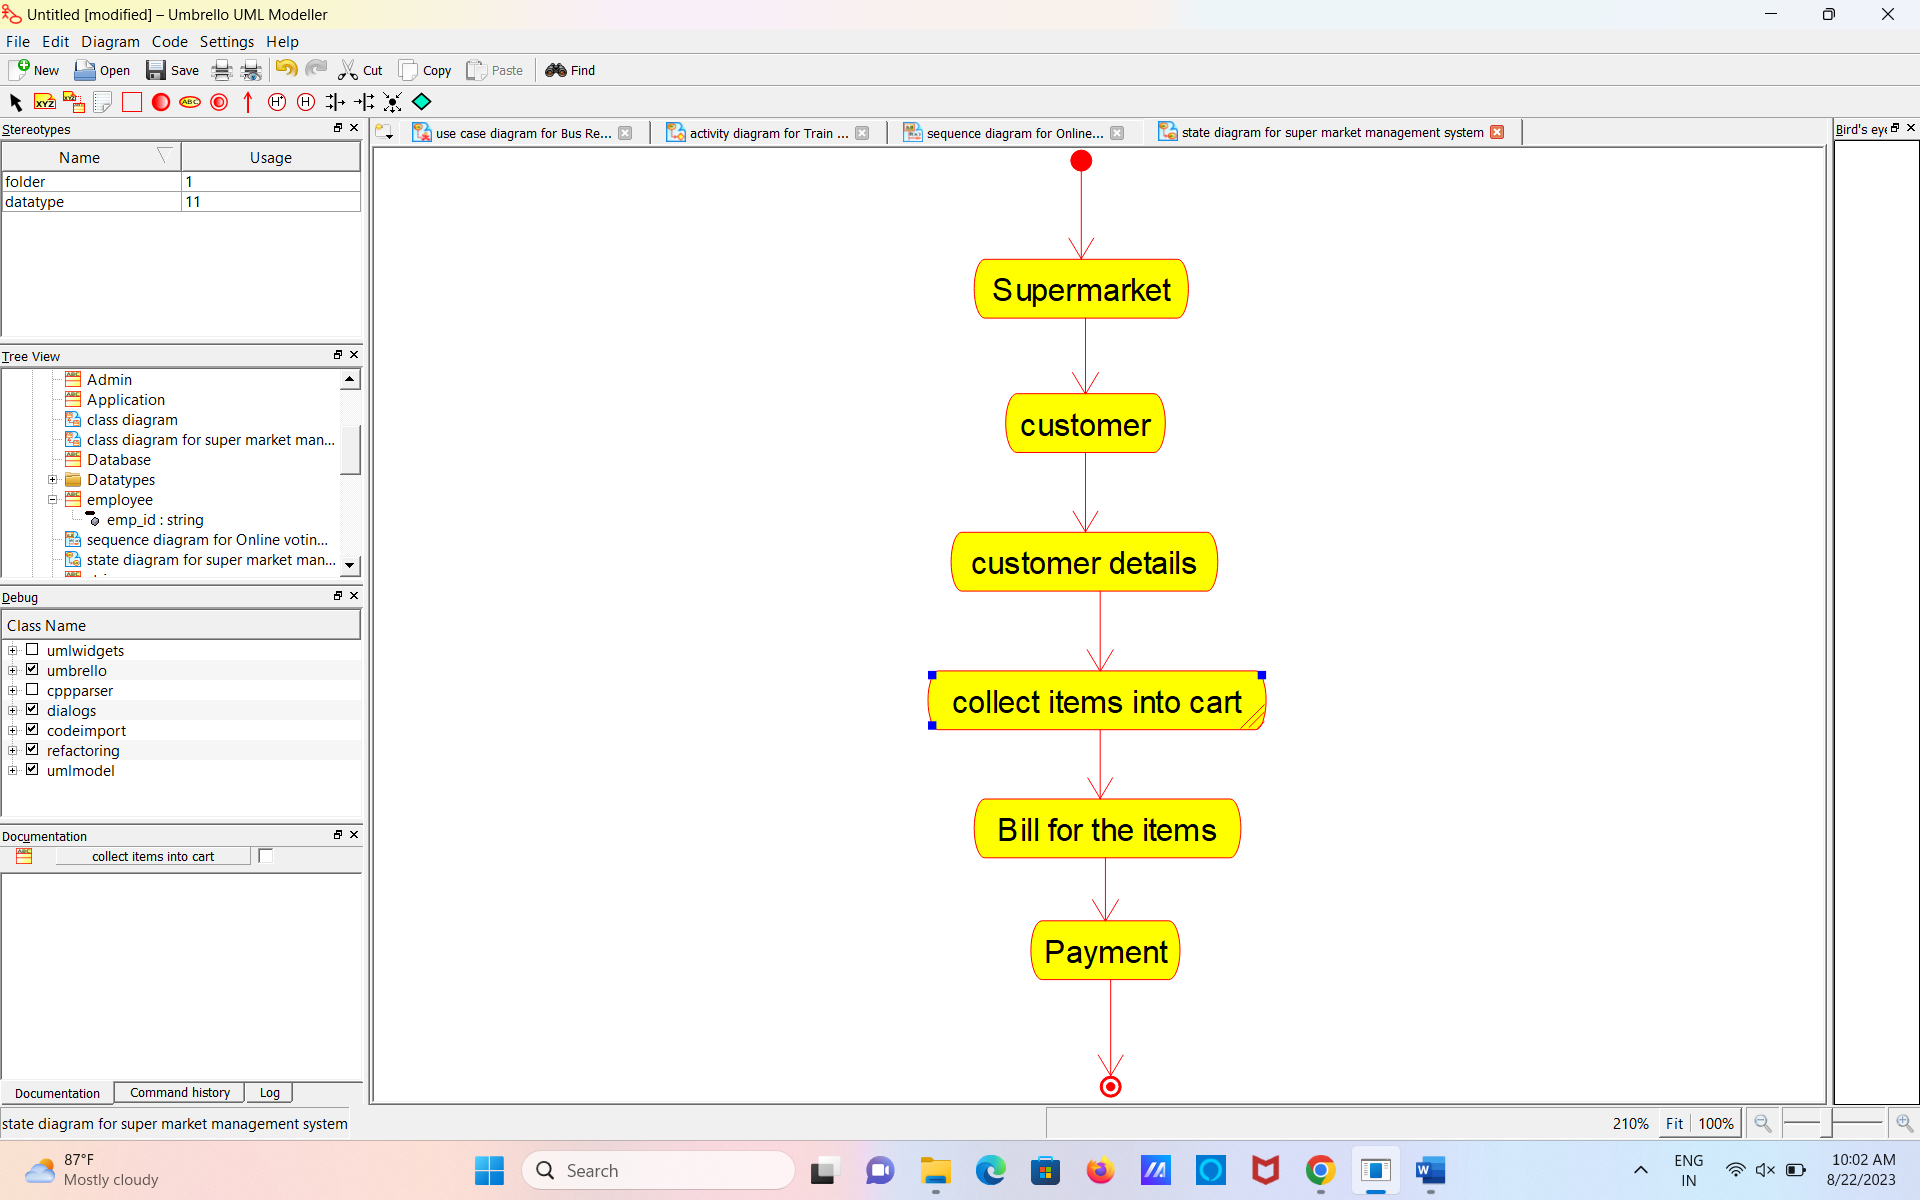 Untitled [modified] – Umbrello UML Modeller
File Edit Diagram Code Settings Help
New Open Save Cut Copy Paste Find
XYZ XYZ ABC H* H
Stereotypes
Name Usage
folder 1
datatype 11
Tree View
Admin
Application
class diagram
class diagram for super market man...
Database
Datatypes
employee
emp_id : string
sequence diagram for Online votin...
state diagram for super market man...
Debug
Class Name
umlwidgets
umbrello
cppparser
dialogs
codeimport
refactoring
umlmodel
Documentation
collect items into cart
Documentation Command history Log
use case diagram for Bus Re... activity diagram for Train ... sequence diagram for Online... state diagram for super market management system
Supermarket
customer
customer details
collect items into cart
Bill for the items
Payment
Bird's eye
state diagram for super market management system
210% Fit 100%
87°F
Mostly cloudy
Search
ENG
IN
10:02 AM
8/22/2023